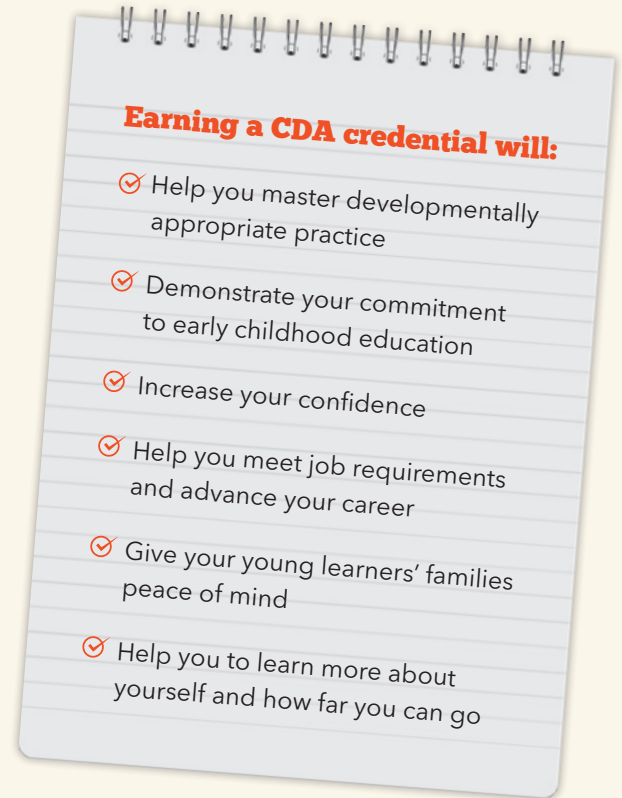 Earning a CDA credential will:
Help you master developmentally
appropriate practice
Demonstrate your commitment
to early childhood education
Increase your confidence
Help you meet job requirements
and advance your career
Give your young learners’ families
peace of mind
Help you to learn more about
yourself and how far you can go